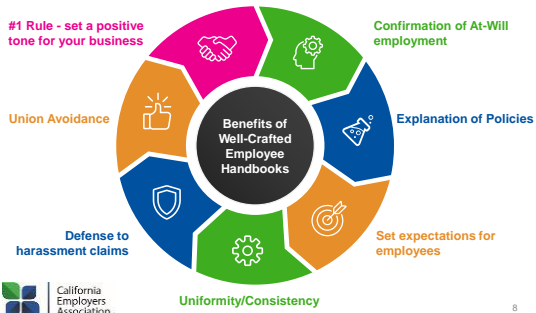 #1 Rule - set a positive
tone for your business
Confirmation of At-Will
employment
Union Avoidance
Explanation of Policies
Benefits of
Well-Crafted
Employee
Handbooks
Defense to
harassment claims
Set expectations for
employees
Uniformity/Consistency
California
Employers
Association
8